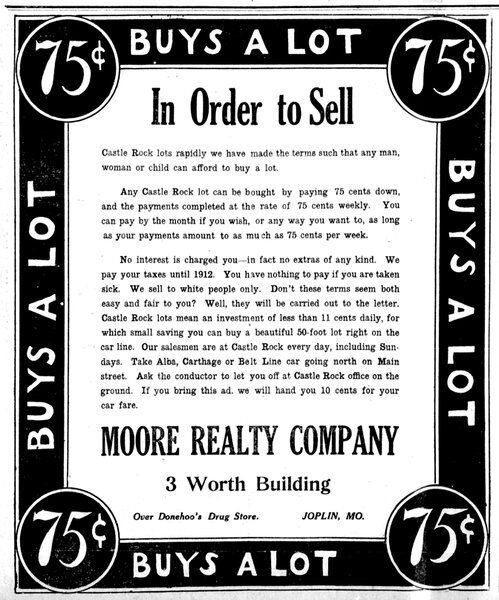 75¢
BUYS A LOT
75¢
In Order to Sell
Castle Rock lots rapidly we have made the terms such that any man,
woman or child can afford to buy a lot.
Any Castle Rock lot can be bought by paying 75 cents down,
and the payments completed at the rate of 75 cents weekly. You
can pay by the month if you wish, or any way you want to, as long
as your payments amount to as much as 75 cents per week.
No interest is charged you—in fact no extras of any kind. We
pay your taxes until 1912. You have nothing to pay if you are taken
sick. We sell to white people only. Don't these terms seem both
easy and fair to you? Well, they will be carried out to the letter.
Castle Rock lots mean an investment of less than 11 cents daily, for
which small saving you can buy a beautiful 50-foot lot right on the
car line. Our salesmen are at Castle Rock every day, including Sun-
days. Take Alba, Carthage or Belt Line car going north on Main
street. Ask the conductor to let you off at Castle Rock office on the
ground. If you bring this ad. we will hand you 10 cents for your
car fare.
MOORE REALTY COMPANY
3 Worth Building
Over Donehoo's Drug Store. JOPLIN, MO.
BUYS A LOT
BUYS A LOT
75¢
BUYS A LOT
75¢